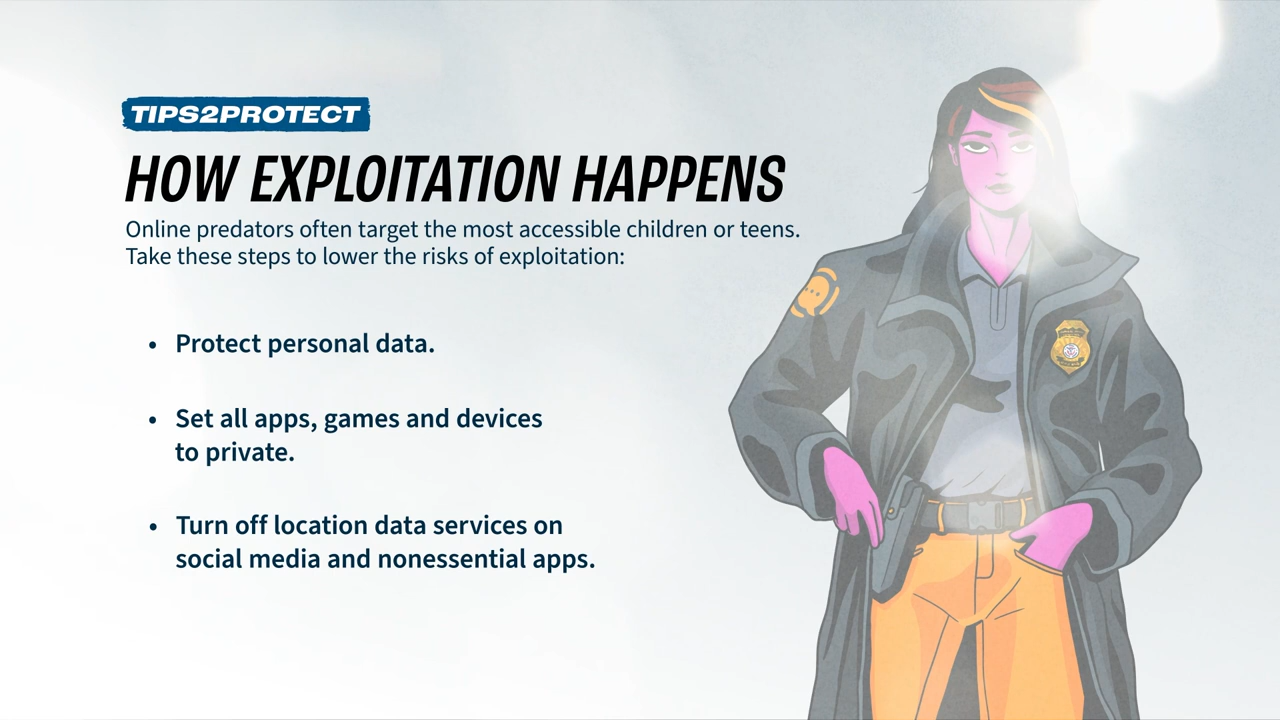 TIPS2PROTECT
HOW EXPLOITATION HAPPENS
Online predators often target the most accessible children or teens.
Take these steps to lower the risks of exploitation:
• Protect personal data.
• Set all apps, games and devices
to private.
• Turn off location data services on
social media and nonessential apps.